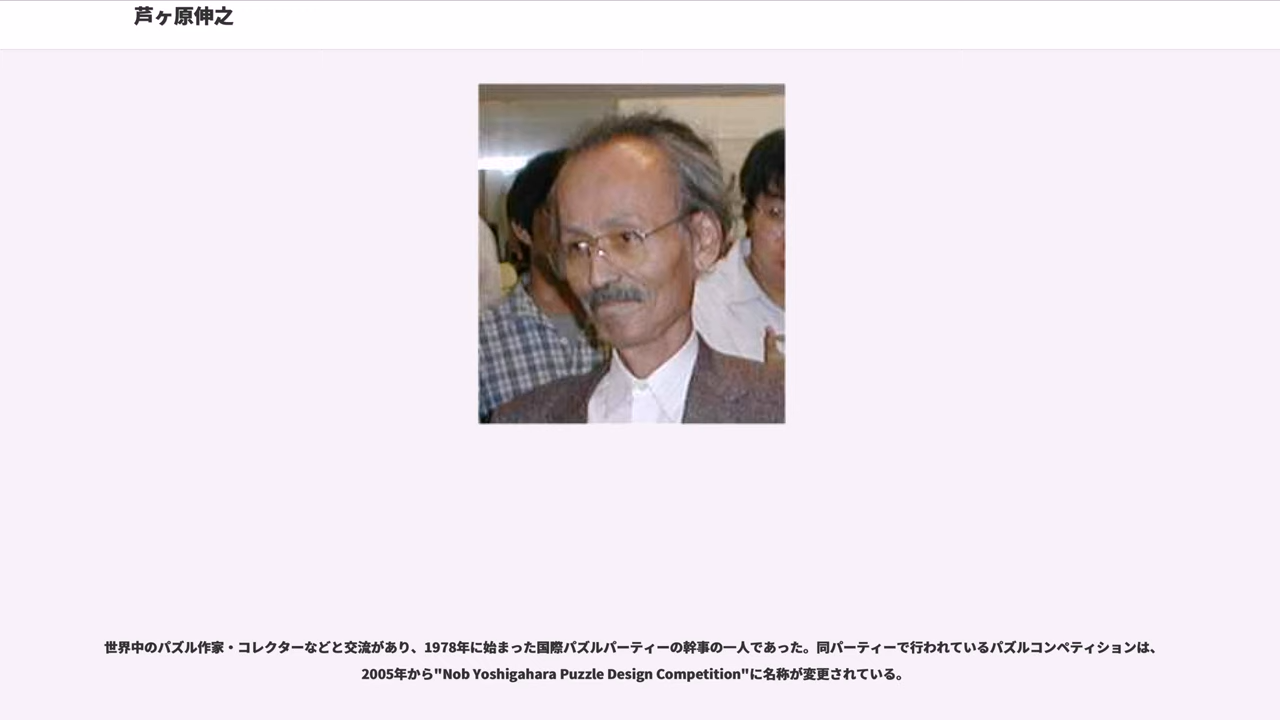 芦ヶ原伸之
世界中のパズル作家・コレクターなどと交流があり、1978年に始まった国際パズルパーティーの幹事の一人であった。同パーティーで行われているパズルコンペティションは、
2005年から"Nob Yoshigahara Puzzle Design Competition"に名称が変更されている。